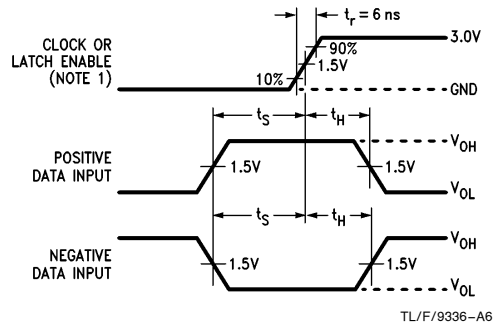 tr = 6 ns
CLOCK OR
LATCH ENABLE
(NOTE 1)
3.0V
90%
1.5V
10%
GND
tS
tH
POSITIVE
DATA INPUT
1.5V
1.5V
VOH
VOL
tS
tH
NEGATIVE
DATA INPUT
1.5V
1.5V
VOH
VOL
TL/F/9336–A6